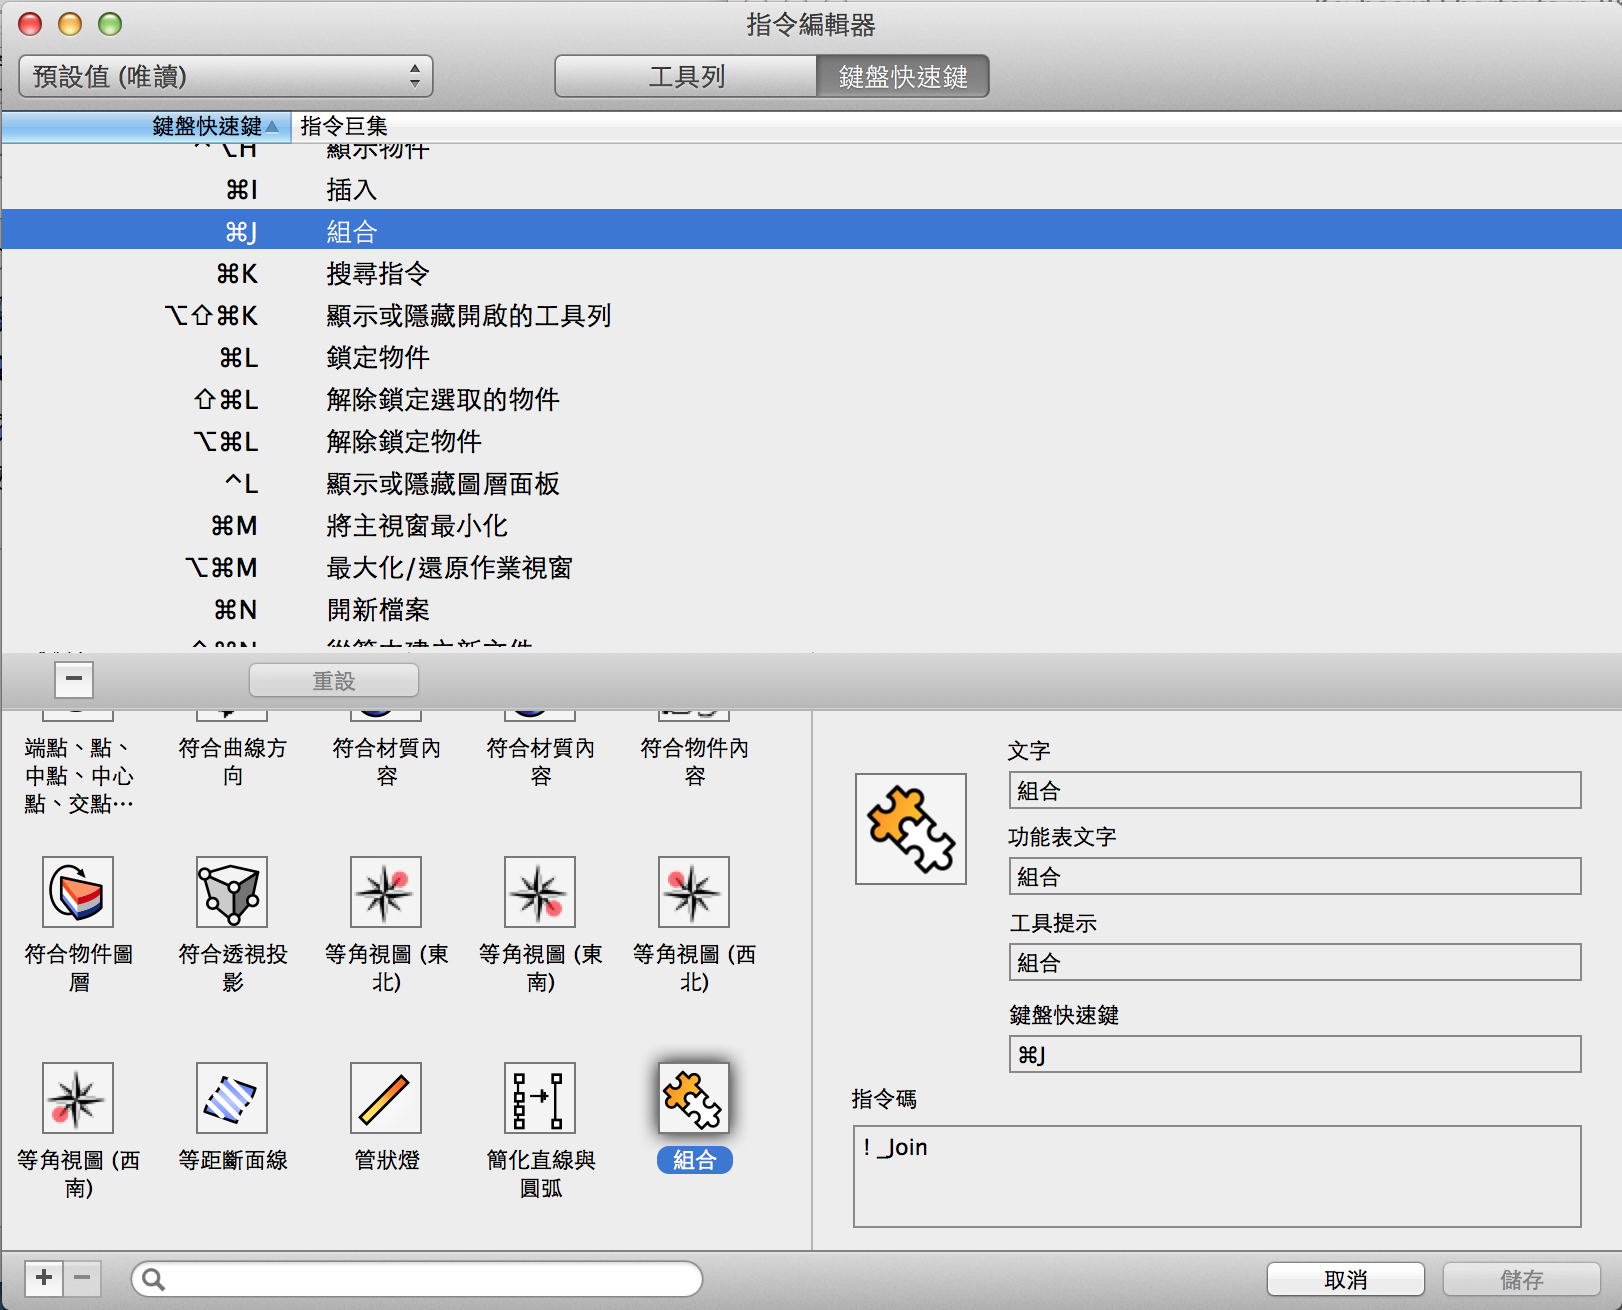 指令編輯器
預設值 (唯讀)
工具列
鍵盤快速鍵
鍵盤快速鍵 指令巨集
^⌥H 顯示物件
⌘I 插入
⌘J 組合
⌘K 搜尋指令
⌥⇧⌘K 顯示或隱藏開啟的工具列
⌘L 鎖定物件
⇧⌘L 解除鎖定選取的物件
⌥⌘L 解除鎖定物件
^L 顯示或隱藏圖層面板
⌘M 將主視窗最小化
⌥⌘M 最大化/還原作業視窗
⌘N 開新檔案
重設
端點、點、
中點、中心
點、交點…
符合曲線方
向
符合材質內
容
符合材質內
容
符合物件內
容
符合物件圖
層
符合透視投
影
等角視圖 (東
北)
等角視圖 (東
南)
等角視圖 (西
北)
等角視圖 (西
南)
等距斷面線
管狀燈
簡化直線與
圓弧
組合
文字
組合
功能表文字
組合
工具提示
組合
鍵盤快速鍵
⌘J
指令碼
! _Join
取消
儲存